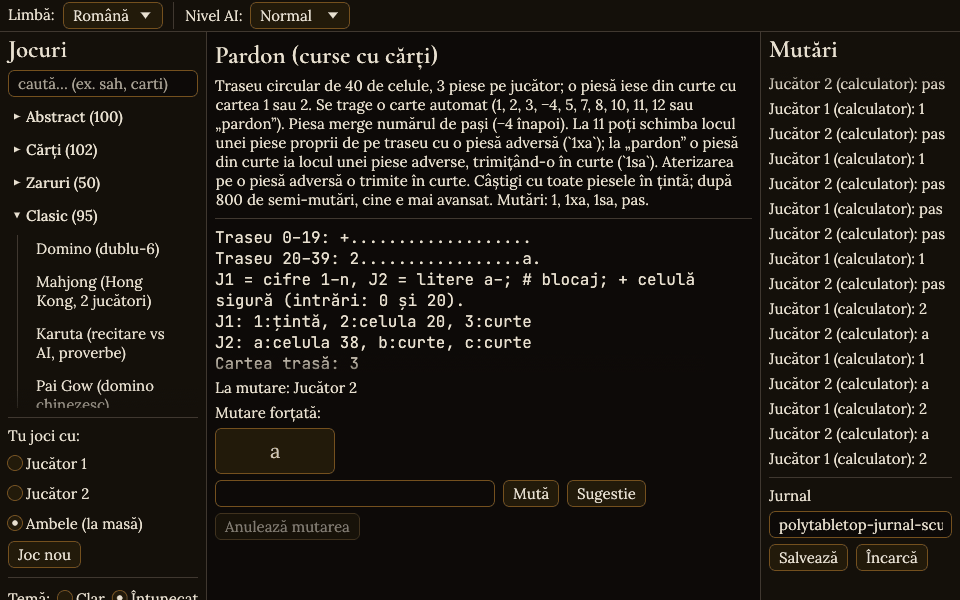 Limbă:
Română
Nivel AI:
Normal
Jocuri
caută... (ex. sah, carti)
Abstract (100)
Cărți (102)
Zaruri (50)
Clasic (95)
Domino (dublu-6)
Mahjong (Hong
Kong, 2 jucători)
Karuta (recitare vs
AI, proverbe)
Pai Gow (domino
chinezesc)
Tu joci cu:
Jucător 1
Jucător 2
Ambele (la masă)
Joc nou
Temă: Clar Întunecat
Pardon (curse cu cărți)
Traseu circular de 40 de celule, 3 piese pe jucător; o piesă iese din curte cu
cartea 1 sau 2. Se trage o carte automat (1, 2, 3, −4, 5, 7, 8, 10, 11, 12 sau
„pardon”). Piesa merge numărul de pași (−4 înapoi). La 11 poți schimba locul
unei piese proprii de pe traseu cu o piesă adversă (`1xa`); la „pardon” o piesă
din curte ia locul unei piese adverse, trimițând-o în curte (`1sa`). Aterizarea
pe o piesă adversă o trimite în curte. Câștigi cu toate piesele în țintă; după
800 de semi-mutări, cine e mai avansat. Mutări: 1, 1xa, 1sa, pas.
Traseu 0–19: +...................
Traseu 20–39: 2.................a.
J1 = cifre 1–n, J2 = litere a–; # blocaj; + celulă
sigură (intrări: 0 și 20).
J1: 1:țintă, 2:celula 20, 3:curte
J2: a:celula 38, b:curte, c:curte
Cartea trasă: 3
La mutare: Jucător 2
Mutare forțată:
a
Mută
Sugestie
Anulează mutarea
Mutări
Jucător 2 (calculator): pas
Jucător 1 (calculator): 1
Jucător 2 (calculator): pas
Jucător 1 (calculator): 1
Jucător 2 (calculator): pas
Jucător 1 (calculator): pas
Jucător 2 (calculator): pas
Jucător 1 (calculator): 1
Jucător 2 (calculator): pas
Jucător 1 (calculator): 2
Jucător 2 (calculator): a
Jucător 1 (calculator): 1
Jucător 2 (calculator): a
Jucător 1 (calculator): 2
Jucător 2 (calculator): a
Jucător 1 (calculator): 2
Jurnal
polytabletop-jurnal-scu
Salvează
Încarcă